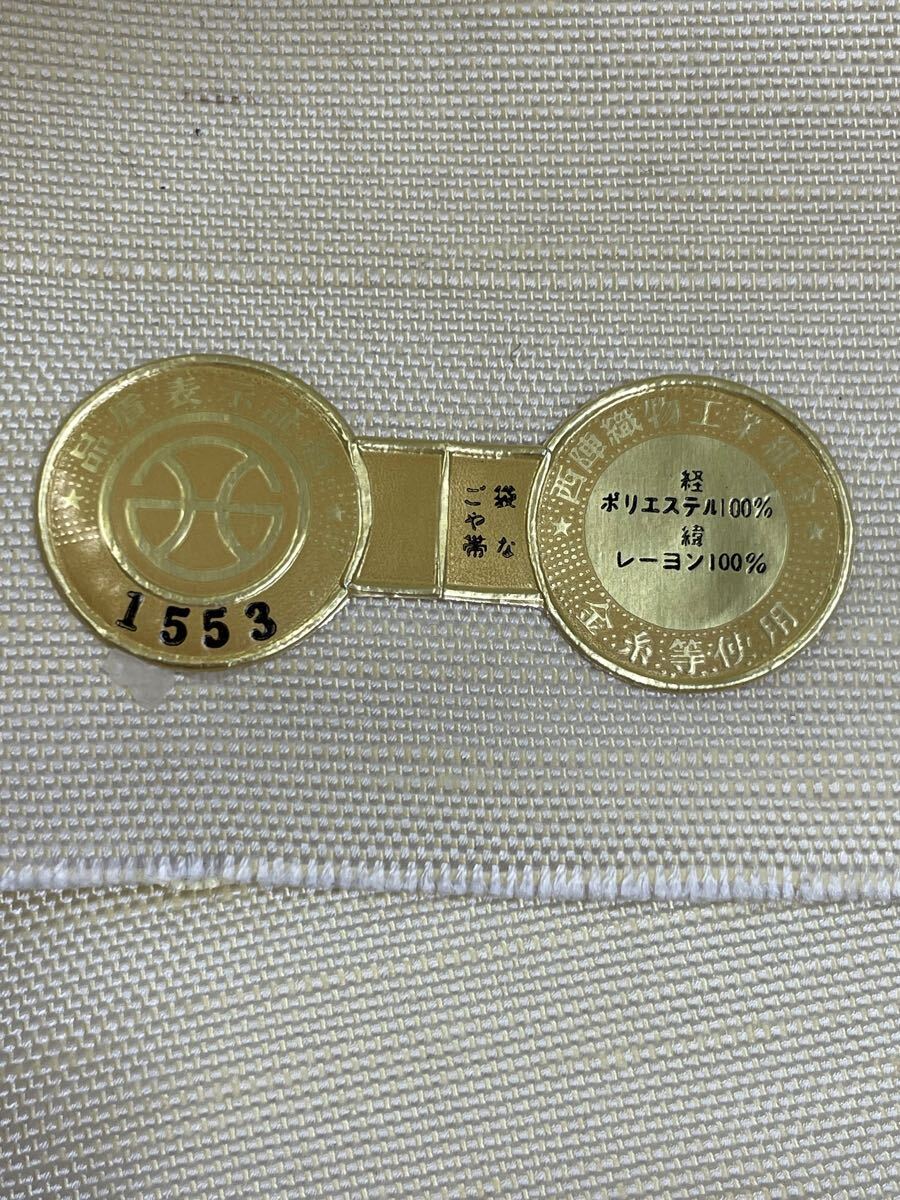 品質表示証紙
1553
袋な
ごや帯
西陣織物工業組合
経
ポリエステル100%
緯
レーヨン100%
金糸等使用